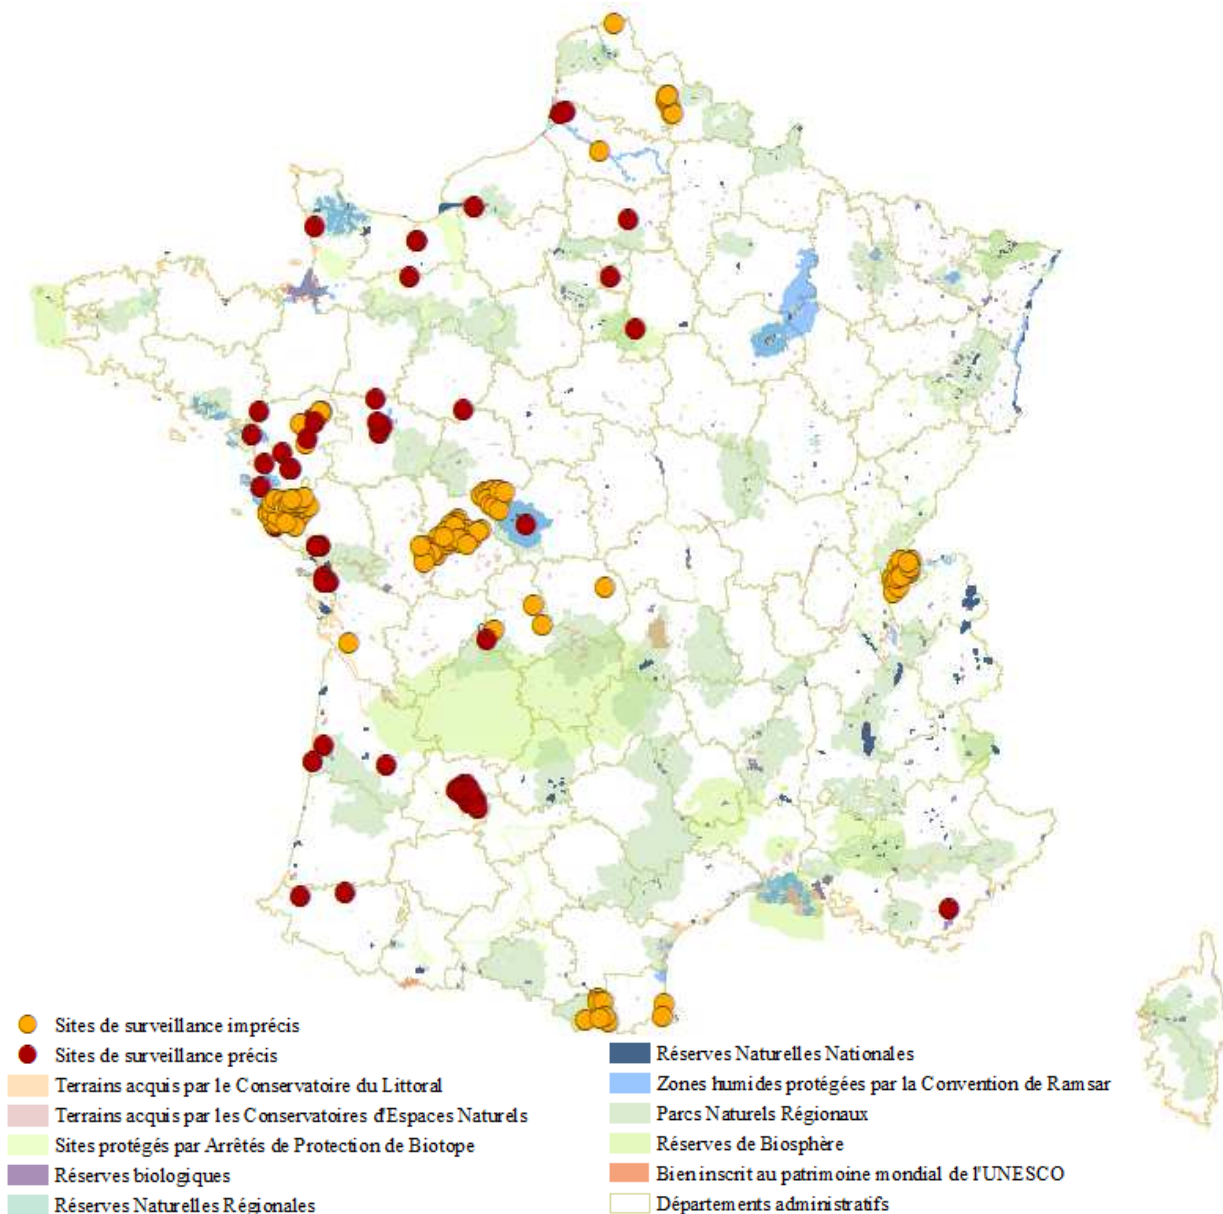 Sites de surveillance imprécis
Sites de surveillance précis
Terrains acquis par le Conservatoire du Littoral
Terrains acquis par les Conservatoires d'Espaces Naturels
Sites protégés par Arrêtés de Protection de Biotope
Réserves biologiques
Réserves Naturelles Régionales
Réserves Naturelles Nationales
Zones humides protégées par la Convention de Ramsar
Parcs Naturels Régionaux
Réserves de Biosphère
Bien inscrit au patrimoine mondial de l'UNESCO
Départements administratifs